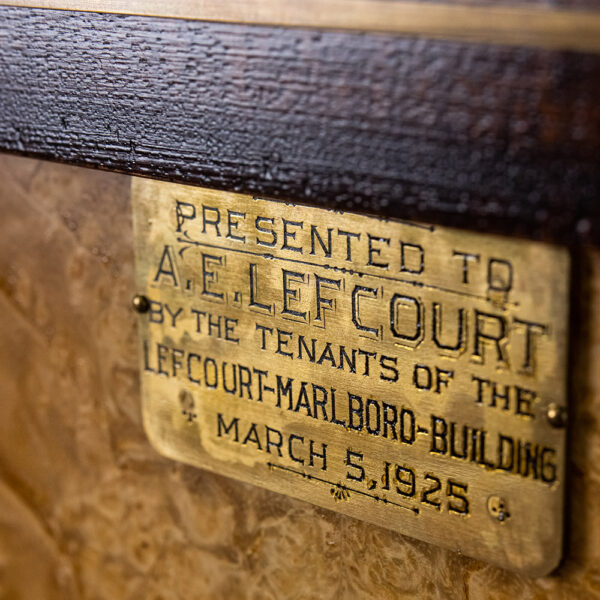 PRESENTED TO
A.E. LEFCOURT
BY THE TENANTS OF THE
LEFCOURT-MARLBORO-BUILDING
MARCH 5, 1925